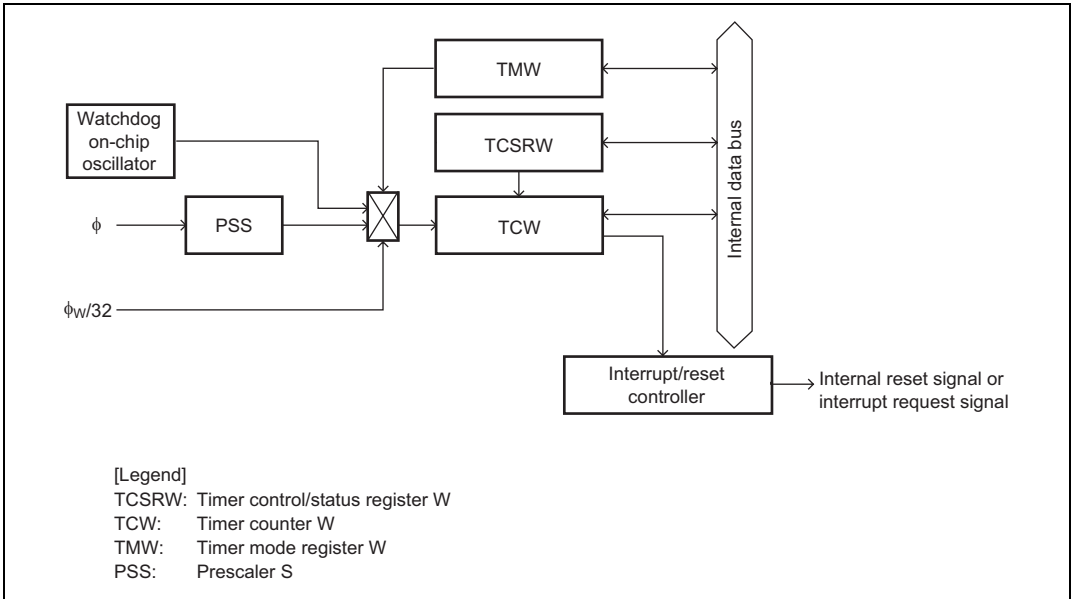 TMW
Watchdog
on-chip
oscillator
TCSRW
φ
PSS
TCW
Internal data bus
φW/32
Interrupt/reset
controller
Internal reset signal or
interrupt request signal
[Legend]
TCSRW: Timer control/status register W
TCW: Timer counter W
TMW: Timer mode register W
PSS: Prescaler S